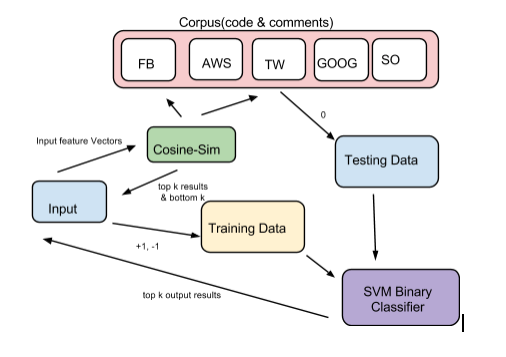 Corpus(code & comments)
FB
AWS
TW
GOOG
SO
0
Input feature Vectors
Cosine-Sim
Testing Data
top k results
& bottom k
Input
Training Data
+1, -1
SVM Binary
Classifier
top k output results